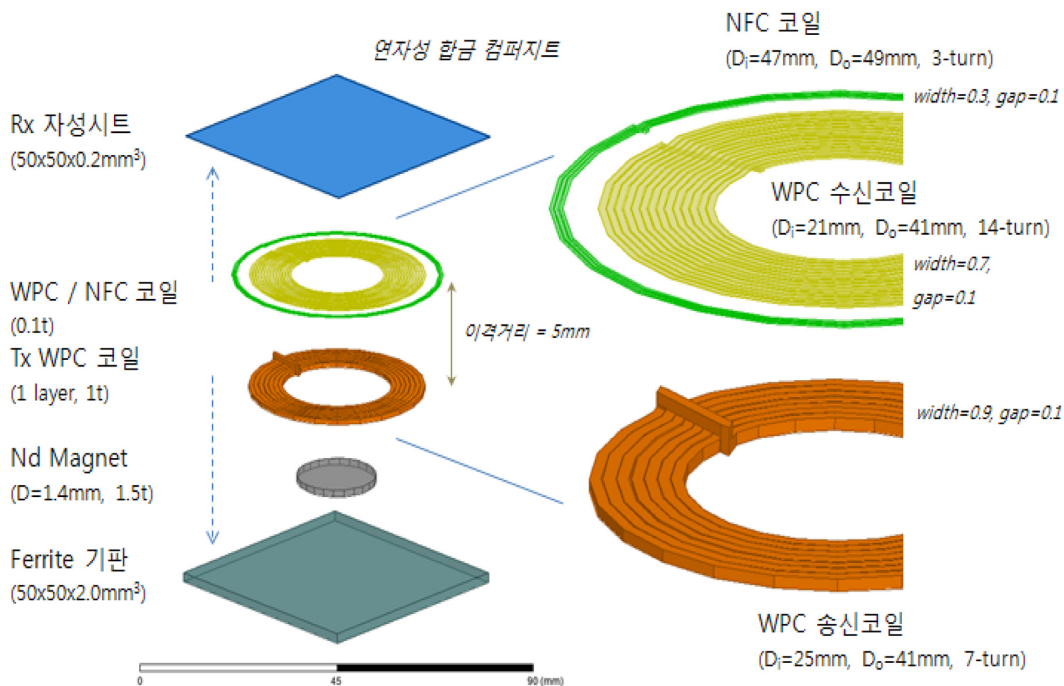 연자성 합금 컴퍼지트
Rx 자성시트
(50x50x0.2mm³)
WPC / NFC 코일
(0.1t)
이격거리 = 5mm
Tx WPC 코일
(1 layer, 1t)
Nd Magnet
(D=1.4mm, 1.5t)
Ferrite 기판
(50x50x2.0mm³)
0 45 90 (mm)
NFC 코일
(Dᵢ=47mm, Dₒ=49mm, 3-turn)
width=0.3, gap=0.1
WPC 수신코일
(Dᵢ=21mm, Dₒ=41mm, 14-turn)
width=0.7,
gap=0.1
width=0.9, gap=0.1
WPC 송신코일
(Dᵢ=25mm, Dₒ=41mm, 7-turn)